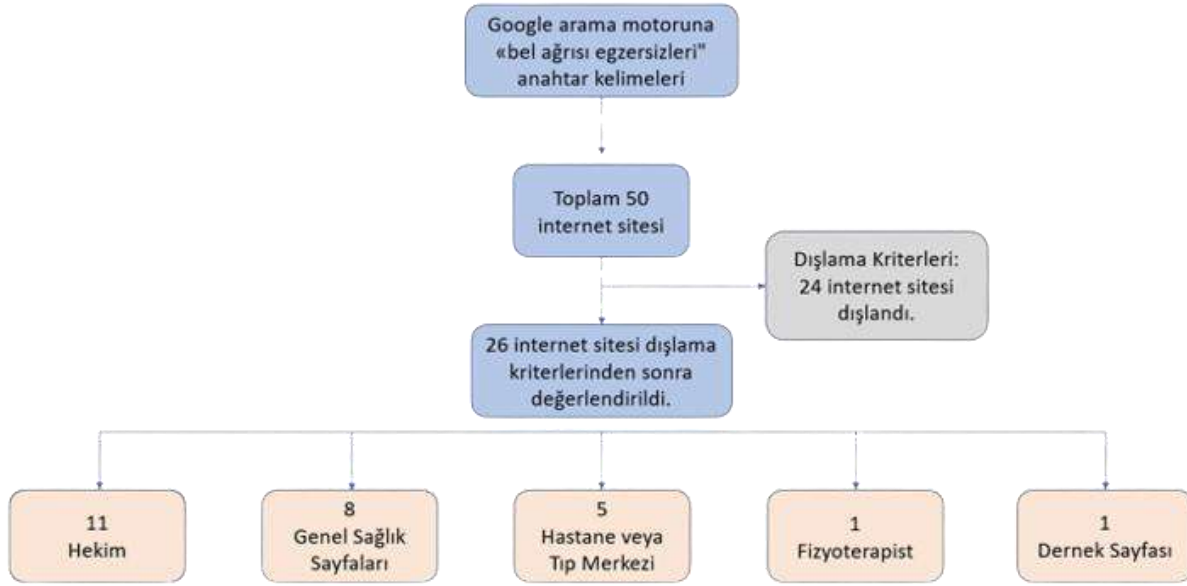 Google arama motoruna
«bel ağrısı egzersizleri"
anahtar kelimeleri
Toplam 50
internet sitesi
Dışlama Kriterleri:
24 internet sitesi
dışlandı.
26 internet sitesi dışlama
kriterlerinden sonra
değerlendirildi.
11
Hekim
8
Genel Sağlık
Sayfaları
5
Hastane veya
Tıp Merkezi
1
Fizyoterapist
1
Dernek Sayfası